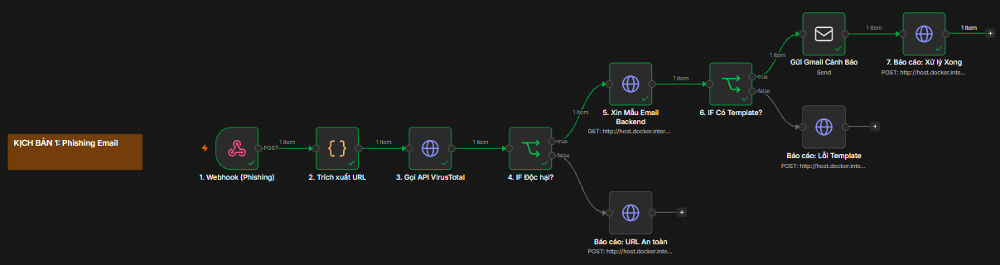 KỊCH BẢN 1: Phishing Email
POST
1 item
1. Webhook (Phishing)
1 item
2. Trích xuất URL
1 item
3. Gọi API VirusTotal
true
false
4. IF Độc hại?
1 item
5. Xin Mẫu Email
Backend
GET: http://host.docker.inter...
1 item
true
false
6. IF Có Template?
1 item
Gửi Gmail Cảnh Báo
Send
1 item
7. Báo cáo: Xử lý Xong
POST: http://host.docker.inte...
1 item
Báo cáo: Lỗi Template
POST: http://host.docker.inte...
Báo cáo: URL An toàn
POST: http://host.docker.inte...